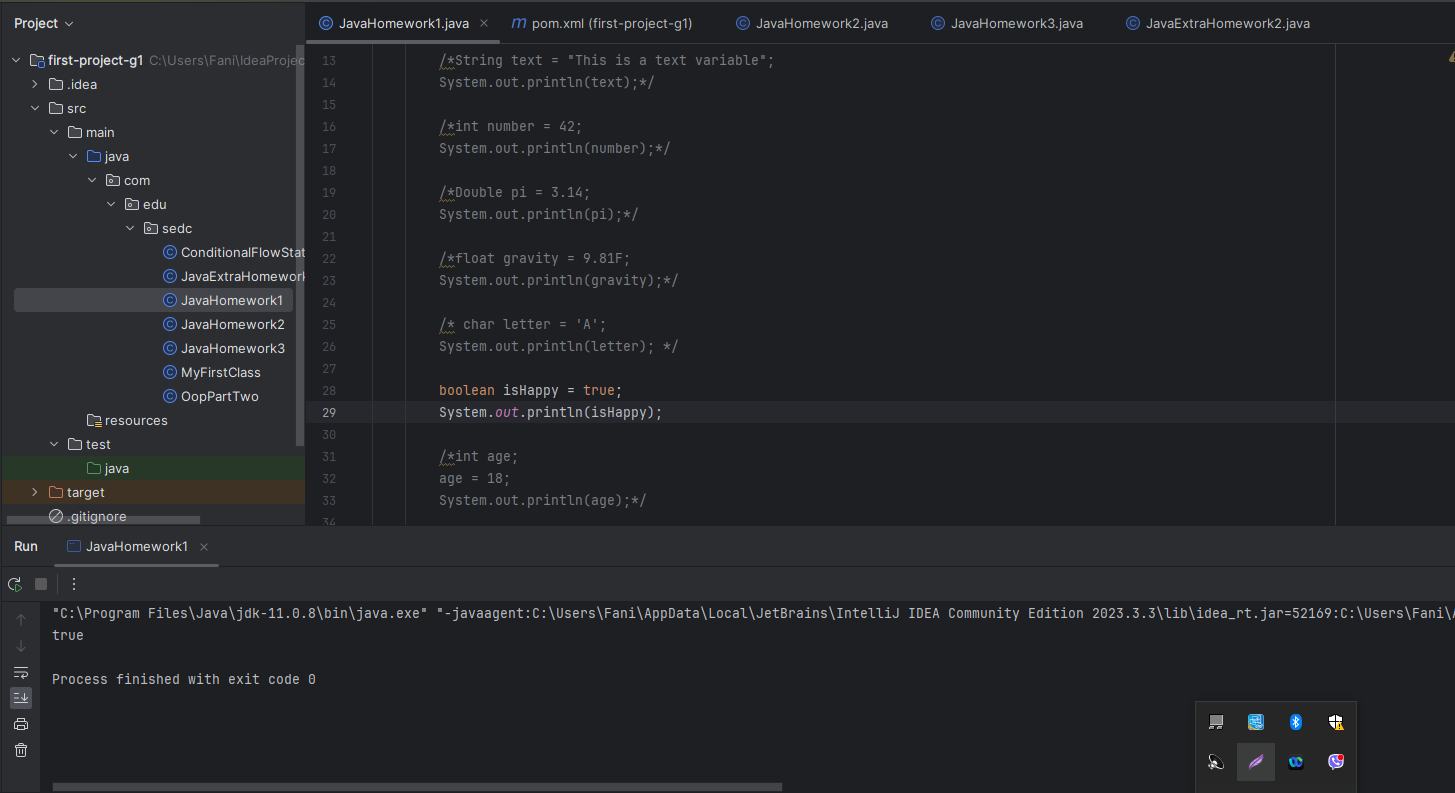 Project
JavaHomework1.java
pom.xml (first-project-g1)
JavaHomework2.java
JavaHomework3.java
JavaExtraHomework2.java
first-project-g1 C:\Users\Fani\IdeaProjec
.idea
src
main
java
com
edu
sedc
ConditionalFlowStat
JavaExtraHomework
JavaHomework1
JavaHomework2
JavaHomework3
MyFirstClass
OopPartTwo
resources
test
java
target
.gitignore
13 /*String text = "This is a text variable";
14 System.out.println(text);*/
15
16 /*int number = 42;
17 System.out.println(number);*/
18
19 /*Double pi = 3.14;
20 System.out.println(pi);*/
21
22 /*float gravity = 9.81F;
23 System.out.println(gravity);*/
24
25 /* char letter = 'A';
26 System.out.println(letter); */
27
28 boolean isHappy = true;
29 System.out.println(isHappy);
30
31 /*int age;
32 age = 18;
33 System.out.println(age);*/
34
Run
JavaHomework1
"C:\Program Files\Java\jdk-11.0.8\bin\java.exe" "-javaagent:C:\Users\Fani\AppData\Local\JetBrains\IntelliJ IDEA Community Edition 2023.3.3\lib\idea_rt.jar=52169:C:\Users\Fani\A
true
Process finished with exit code 0